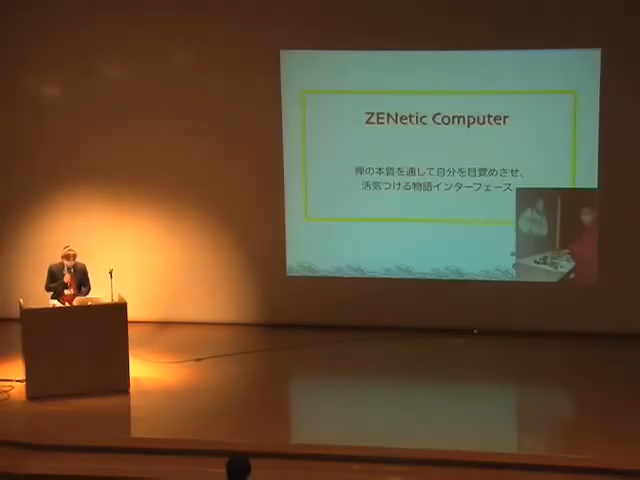 ZENetic Computer
禅の本質を通して自分を目覚めさせ、
活気つける物語インターフェース